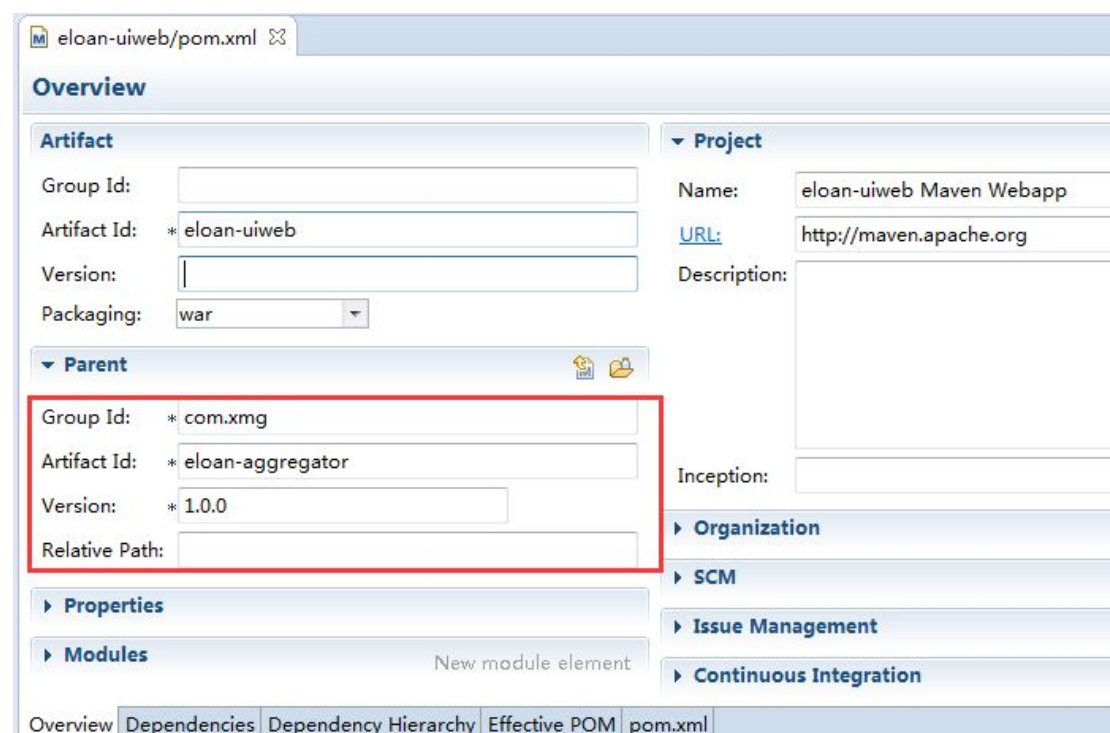 eloan-uiweb/pom.xml
Overview
Artifact
Group Id:
Artifact Id: * eloan-uiweb
Version:
Packaging: war
Parent
Group Id: * com.xmg
Artifact Id: * eloan-aggregator
Version: * 1.0.0
Relative Path:
Properties
Modules
New module element
Project
Name: eloan-uiweb Maven Webapp
URL: http://maven.apache.org
Description:
Inception:
Organization
SCM
Issue Management
Continuous Integration
Overview Dependencies Dependency Hierarchy Effective POM pom.xml